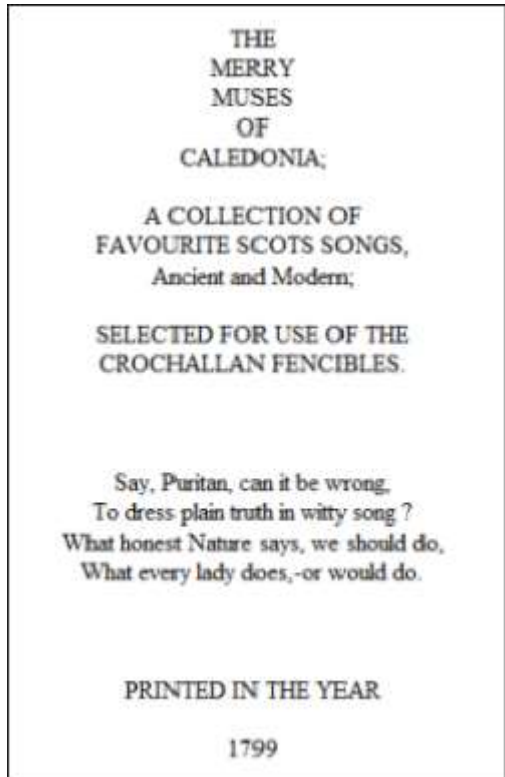 THE
MERRY
MUSES
OF
CALEDONIA;
A COLLECTION OF
FAVOURITE SCOTS SONGS,
Ancient and Modern;
SELECTED FOR USE OF THE
CROCHALLAN FENCIBLES.
Say, Puritan, can it be wrong,
To dress plain truth in witty song ?
What honest Nature says, we should do,
What every lady does,-or would do.
PRINTED IN THE YEAR
1799